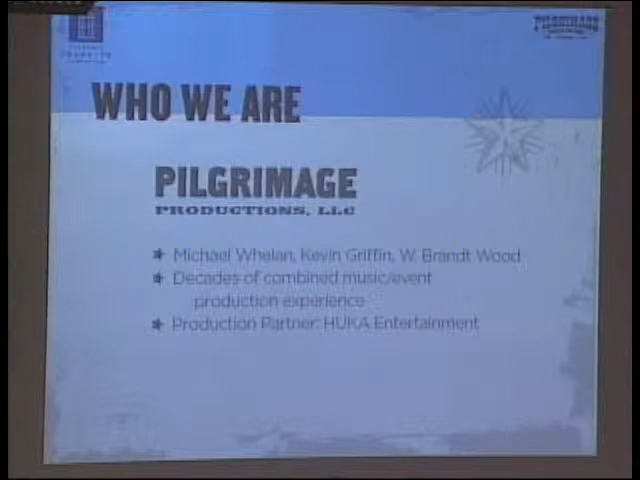 PILGRIMAGE
WHO WE ARE
PILGRIMAGE
PRODUCTIONS, LLC
Michael Whelan, Kevin Griffin, W. Brandt Wood
Decades of combined music/event
production experience
Production Partner: HUKA Entertainment